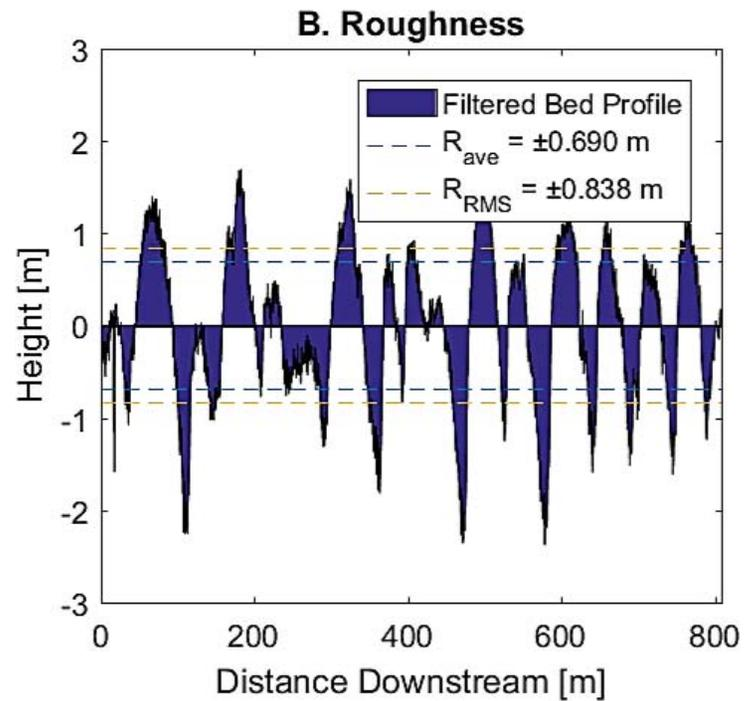 B. Roughness
3
2
1
0
-1
-2
-3
Height [m]
Filtered Bed Profile
R_ave = ±0.690 m
R_RMS = ±0.838 m
0 200 400 600 800
Distance Downstream [m]